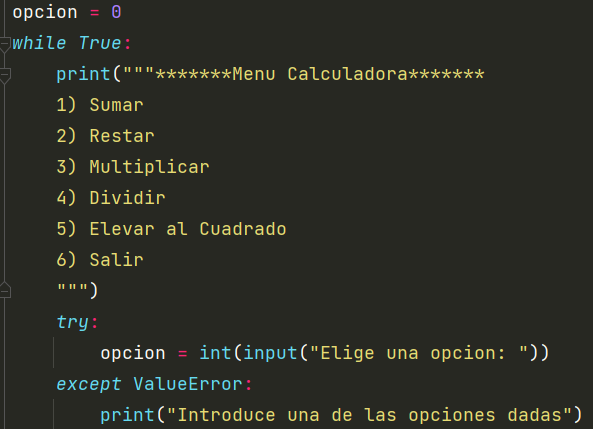 opcion = 0
while True:
    print("""*******Menu Calculadora*******
    1) Sumar
    2) Restar
    3) Multiplicar
    4) Dividir
    5) Elevar al Cuadrado
    6) Salir
    """)
    try:
        opcion = int(input("Elige una opcion: "))
    except ValueError:
        print("Introduce una de las opciones dadas")